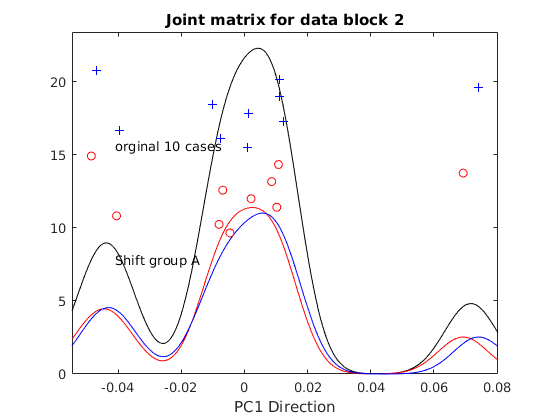 Joint matrix for data block 2
20
15
10
5
0
orginal 10 cases
Shift group A
-0.04 -0.02 0 0.02 0.04 0.06 0.08
PC1 Direction